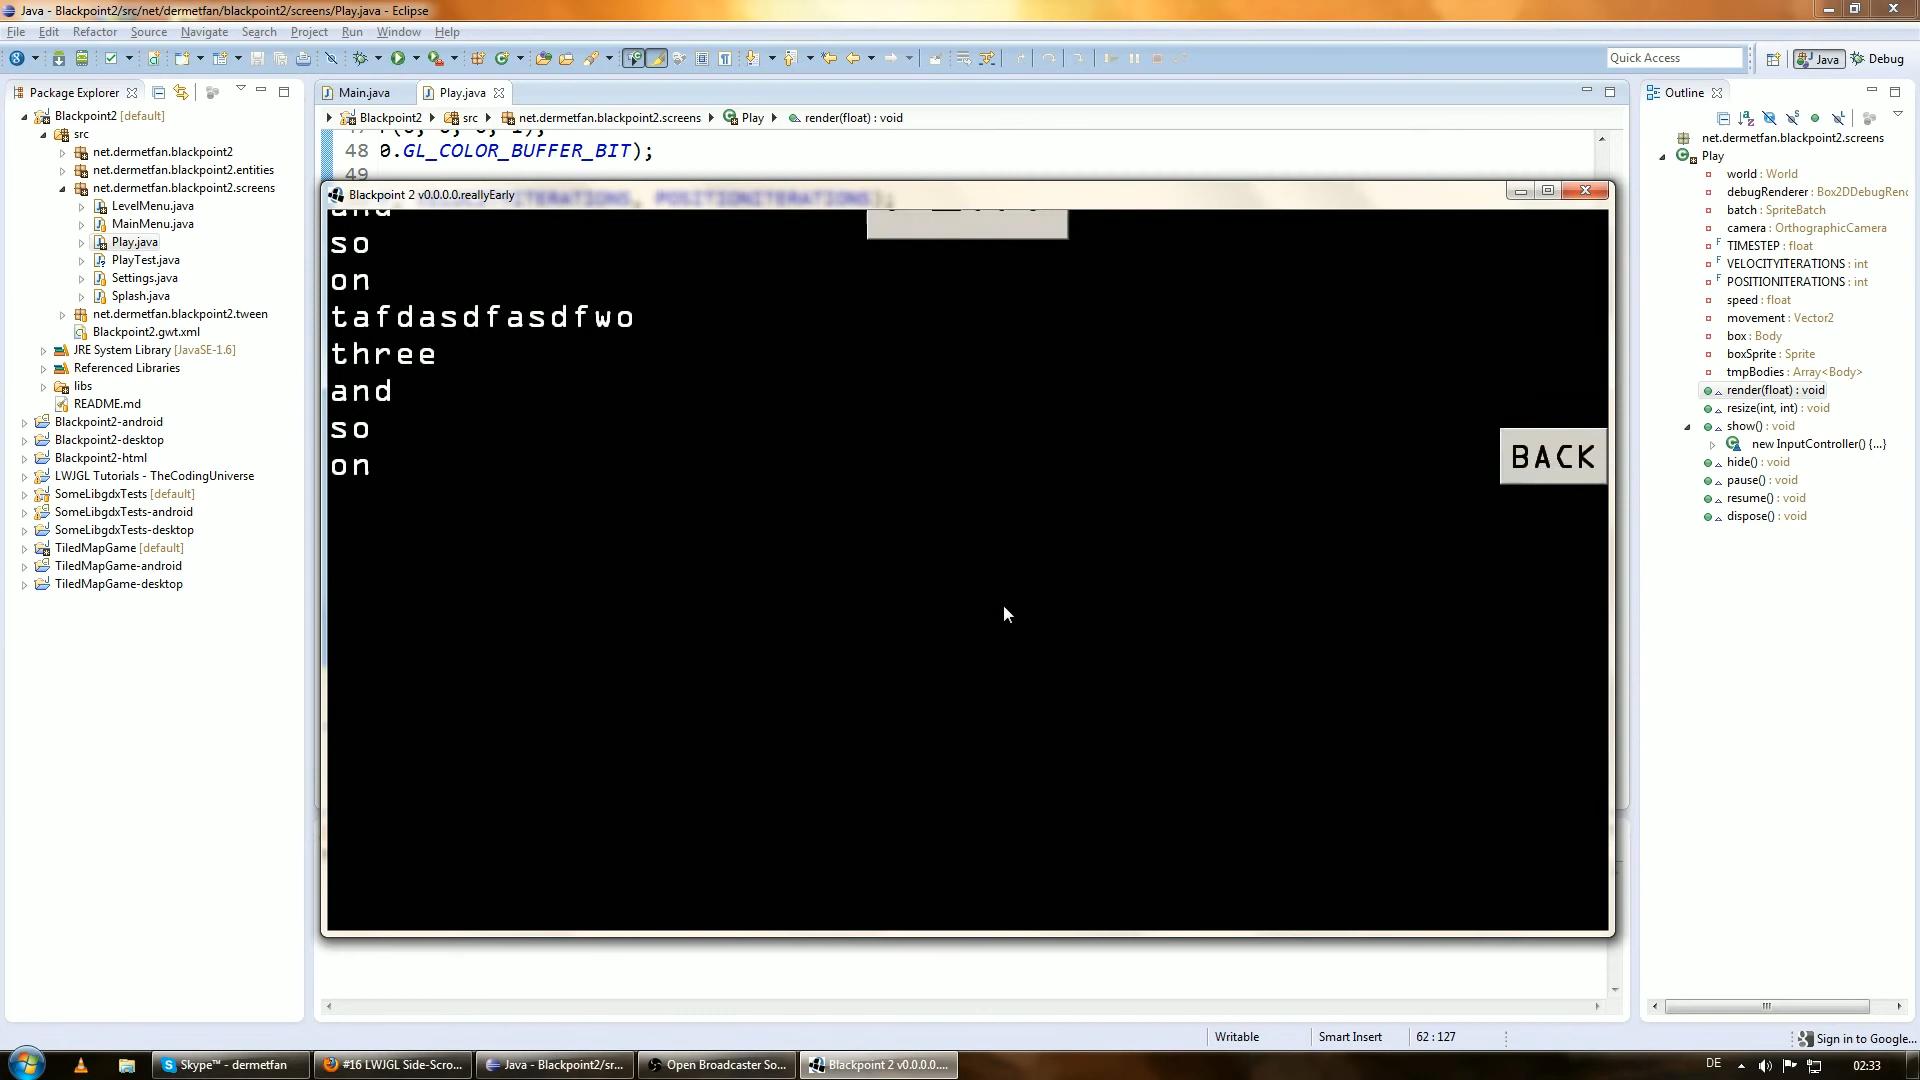 Java - Blackpoint2/src/net/dermetfan/blackpoint2/screens/Play.java - Eclipse
File Edit Refactor Source Navigate Search Project Run Window Help
Quick Access
Java
Debug
Package Explorer
Blackpoint2 [default]
src
net.dermetfan.blackpoint2
net.dermetfan.blackpoint2.entities
net.dermetfan.blackpoint2.screens
LevelMenu.java
MainMenu.java
Play.java
PlayTest.java
Settings.java
Splash.java
net.dermetfan.blackpoint2.tween
Blackpoint2.gwt.xml
JRE System Library [JavaSE-1.6]
Referenced Libraries
libs
README.md
Blackpoint2-android
Blackpoint2-desktop
Blackpoint2-html
LWJGL Tutorials - TheCodingUniverse
SomeLibgdxTests [default]
SomeLibgdxTests-android
SomeLibgdxTests-desktop
TiledMapGame [default]
TiledMapGame-android
TiledMapGame-desktop
Main.java
Play.java
Blackpoint2 src net.dermetfan.blackpoint2.screens Play render(float) : void
48 0.GL_COLOR_BUFFER_BIT);
49
POSITIONITERATIONS);
Blackpoint 2 v0.0.0.0.reallyEarly
and
so
on
tafdasdfasdfwo
three
and
so
on
BACK
Outline
net.dermetfan.blackpoint2.screens
Play
world : World
debugRenderer : Box2DDebugRend
batch : SpriteBatch
camera : OrthographicCamera
TIMESTEP : float
VELOCITYITERATIONS : int
POSITIONITERATIONS : int
speed : float
movement : Vector2
box : Body
boxSprite : Sprite
tmpBodies : Array<Body>
render(float) : void
resize(int, int) : void
show() : void
new InputController() {...}
hide() : void
pause() : void
resume() : void
dispose() : void
Writable
Smart Insert
62 : 127
Sign in to Google...
Skype™ - dermetfan
#16 LWJGL Side-Scro...
Java - Blackpoint2/sr...
Open Broadcaster So...
Blackpoint 2 v0.0.0.0....
DE
02:33